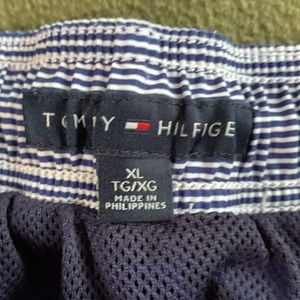 TOMMY HILFIGE
XL
TG/XG
MADE IN
PHILIPPINES